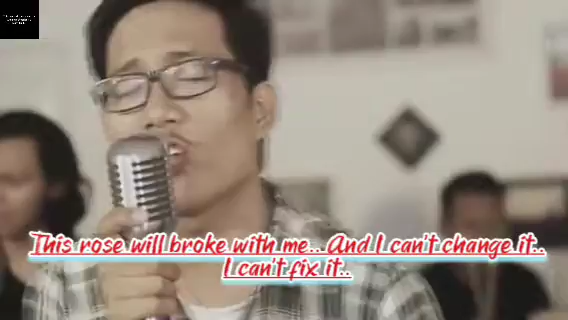 This rose will broke with me.. And I can't change it..
I can't fix it..